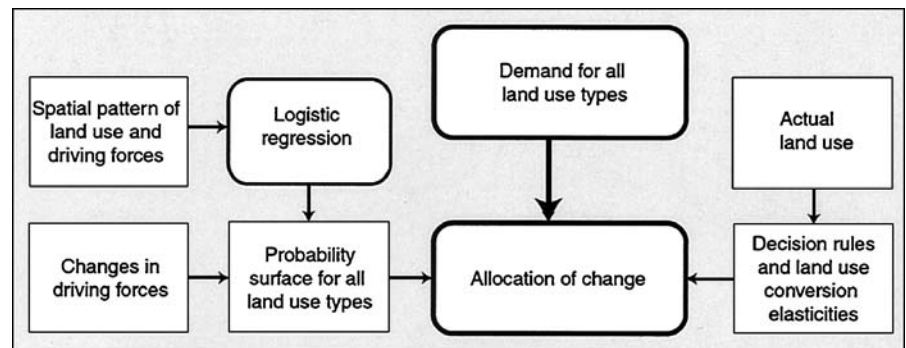 Spatial pattern of
land use and
driving forces
Logistic
regression
Demand for all
land use types
Actual
land use
Changes in
driving forces
Probability
surface for all
land use types
Allocation of change
Decision rules
and land use
conversion
elasticities